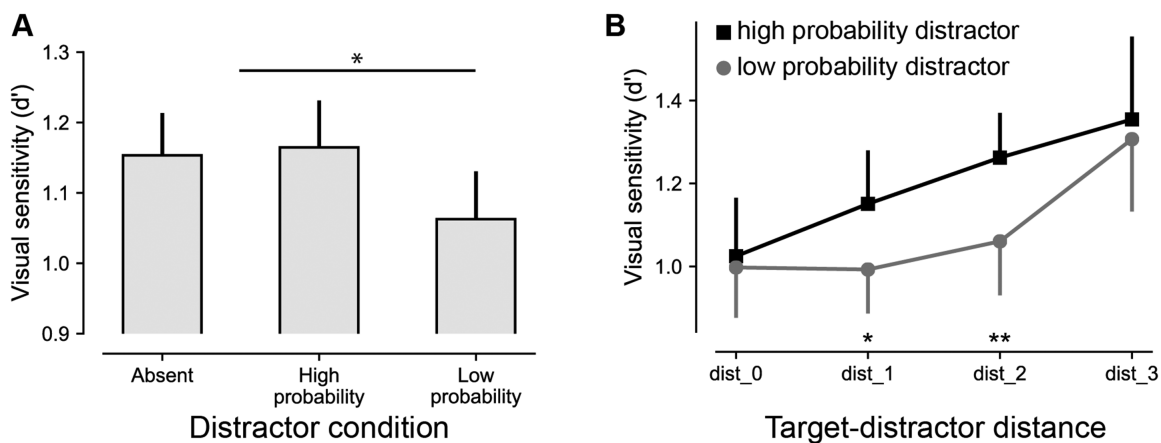 A
1.3
1.2
1.1
1.0
0.9
Visual sensitivity (d')
*
Absent
High
probability
Low
probability
Distractor condition
B
high probability distractor
low probability distractor
1.4
1.2
1.0
Visual sensitivity (d')
*
**
dist_0
dist_1
dist_2
dist_3
Target-distractor distance